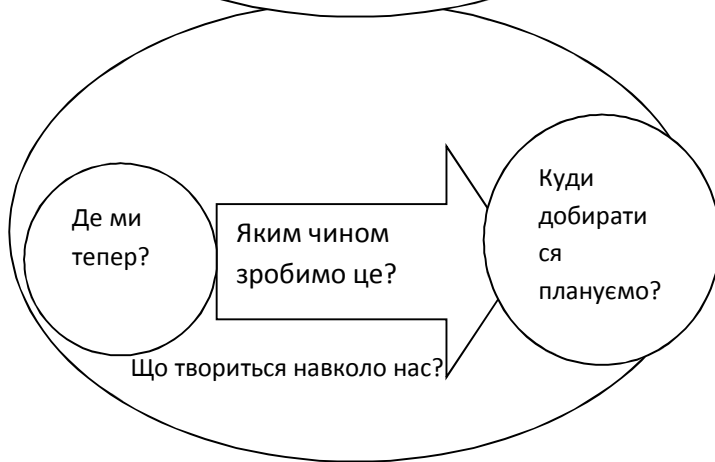 Де ми
тепер?
Яким чином
зробимо це?
Куди
добирати
ся
плануємо?
Що твориться навколо нас?